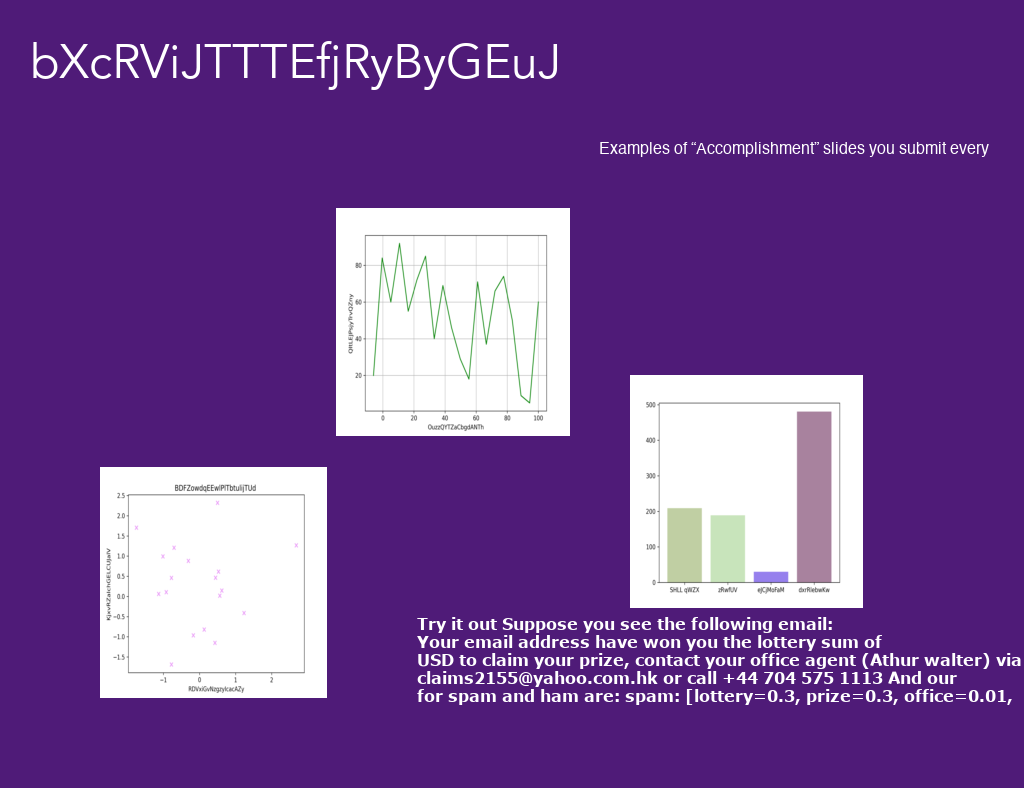 bXcRViJTTTEfjRyByGEuJ
Examples of “Accomplishment” slides you submit every
80
60
40
20
0 20 40 60 80 100
OuzzQYTZaCbgdANTh
500
400
300
200
100
0
SHLL qWZX zRwfUV eJCjMoFaM dxrRlebwKw
BDFZowdqEEwlPlTbtulijTUd
2.5
2.0
1.5
1.0
0.5
0.0
−0.5
−1.0
−1.5
−1 0 1 2
RDVxiGvNzgzylcacAZy
Try it out Suppose you see the following email:
Your email address have won you the lottery sum of
USD to claim your prize, contact your office agent (Athur walter) via
claims2155@yahoo.com.hk or call +44 704 575 1113 And our
for spam and ham are: spam: [lottery=0.3, prize=0.3, office=0.01,